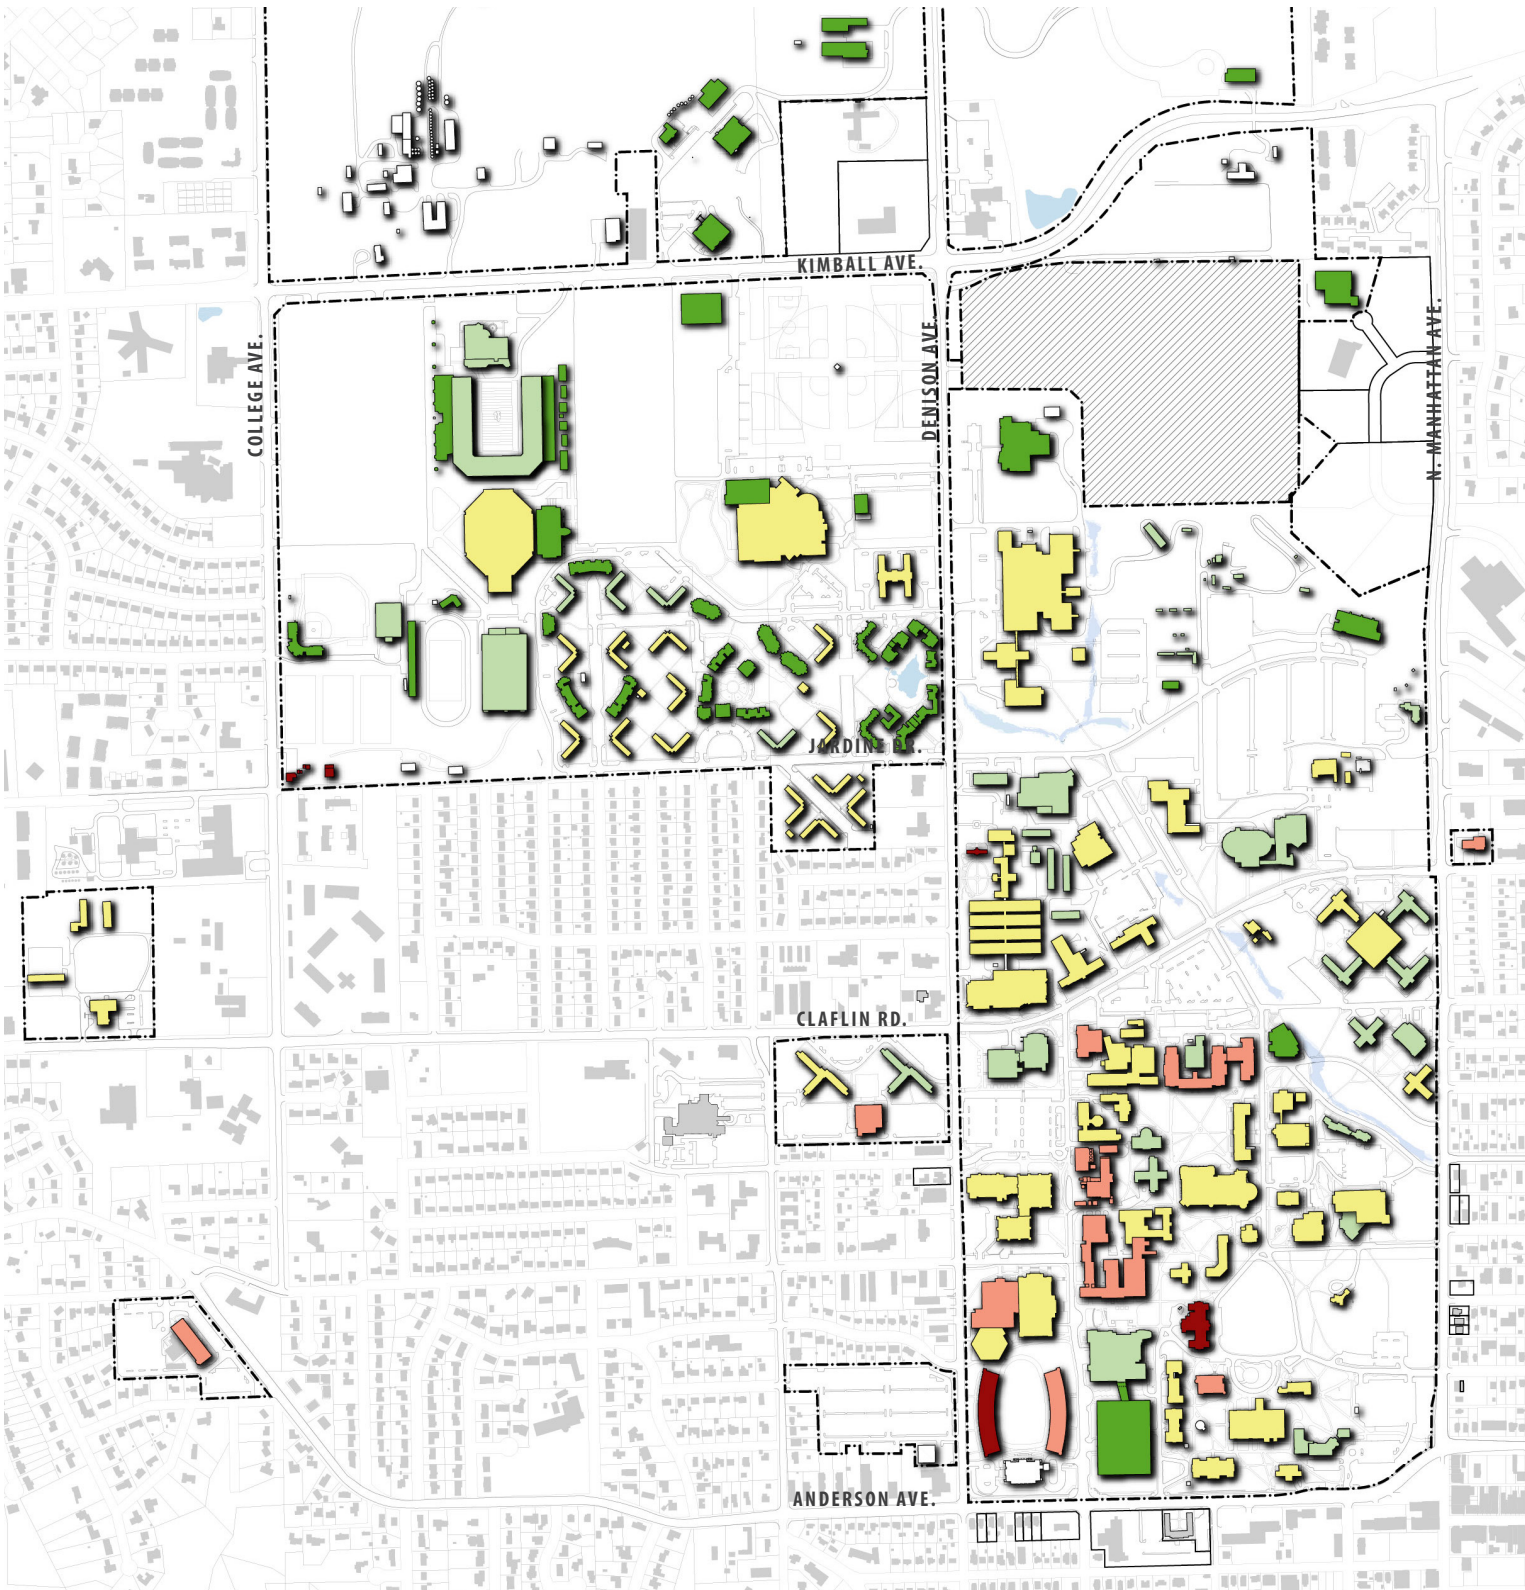 KIMBALL AVE.
COLLEGE AVE.
DENISON AVE.
N. MANHATTAN AVE.
JARDINE DR.
CLAFLIN RD.
ANDERSON AVE.